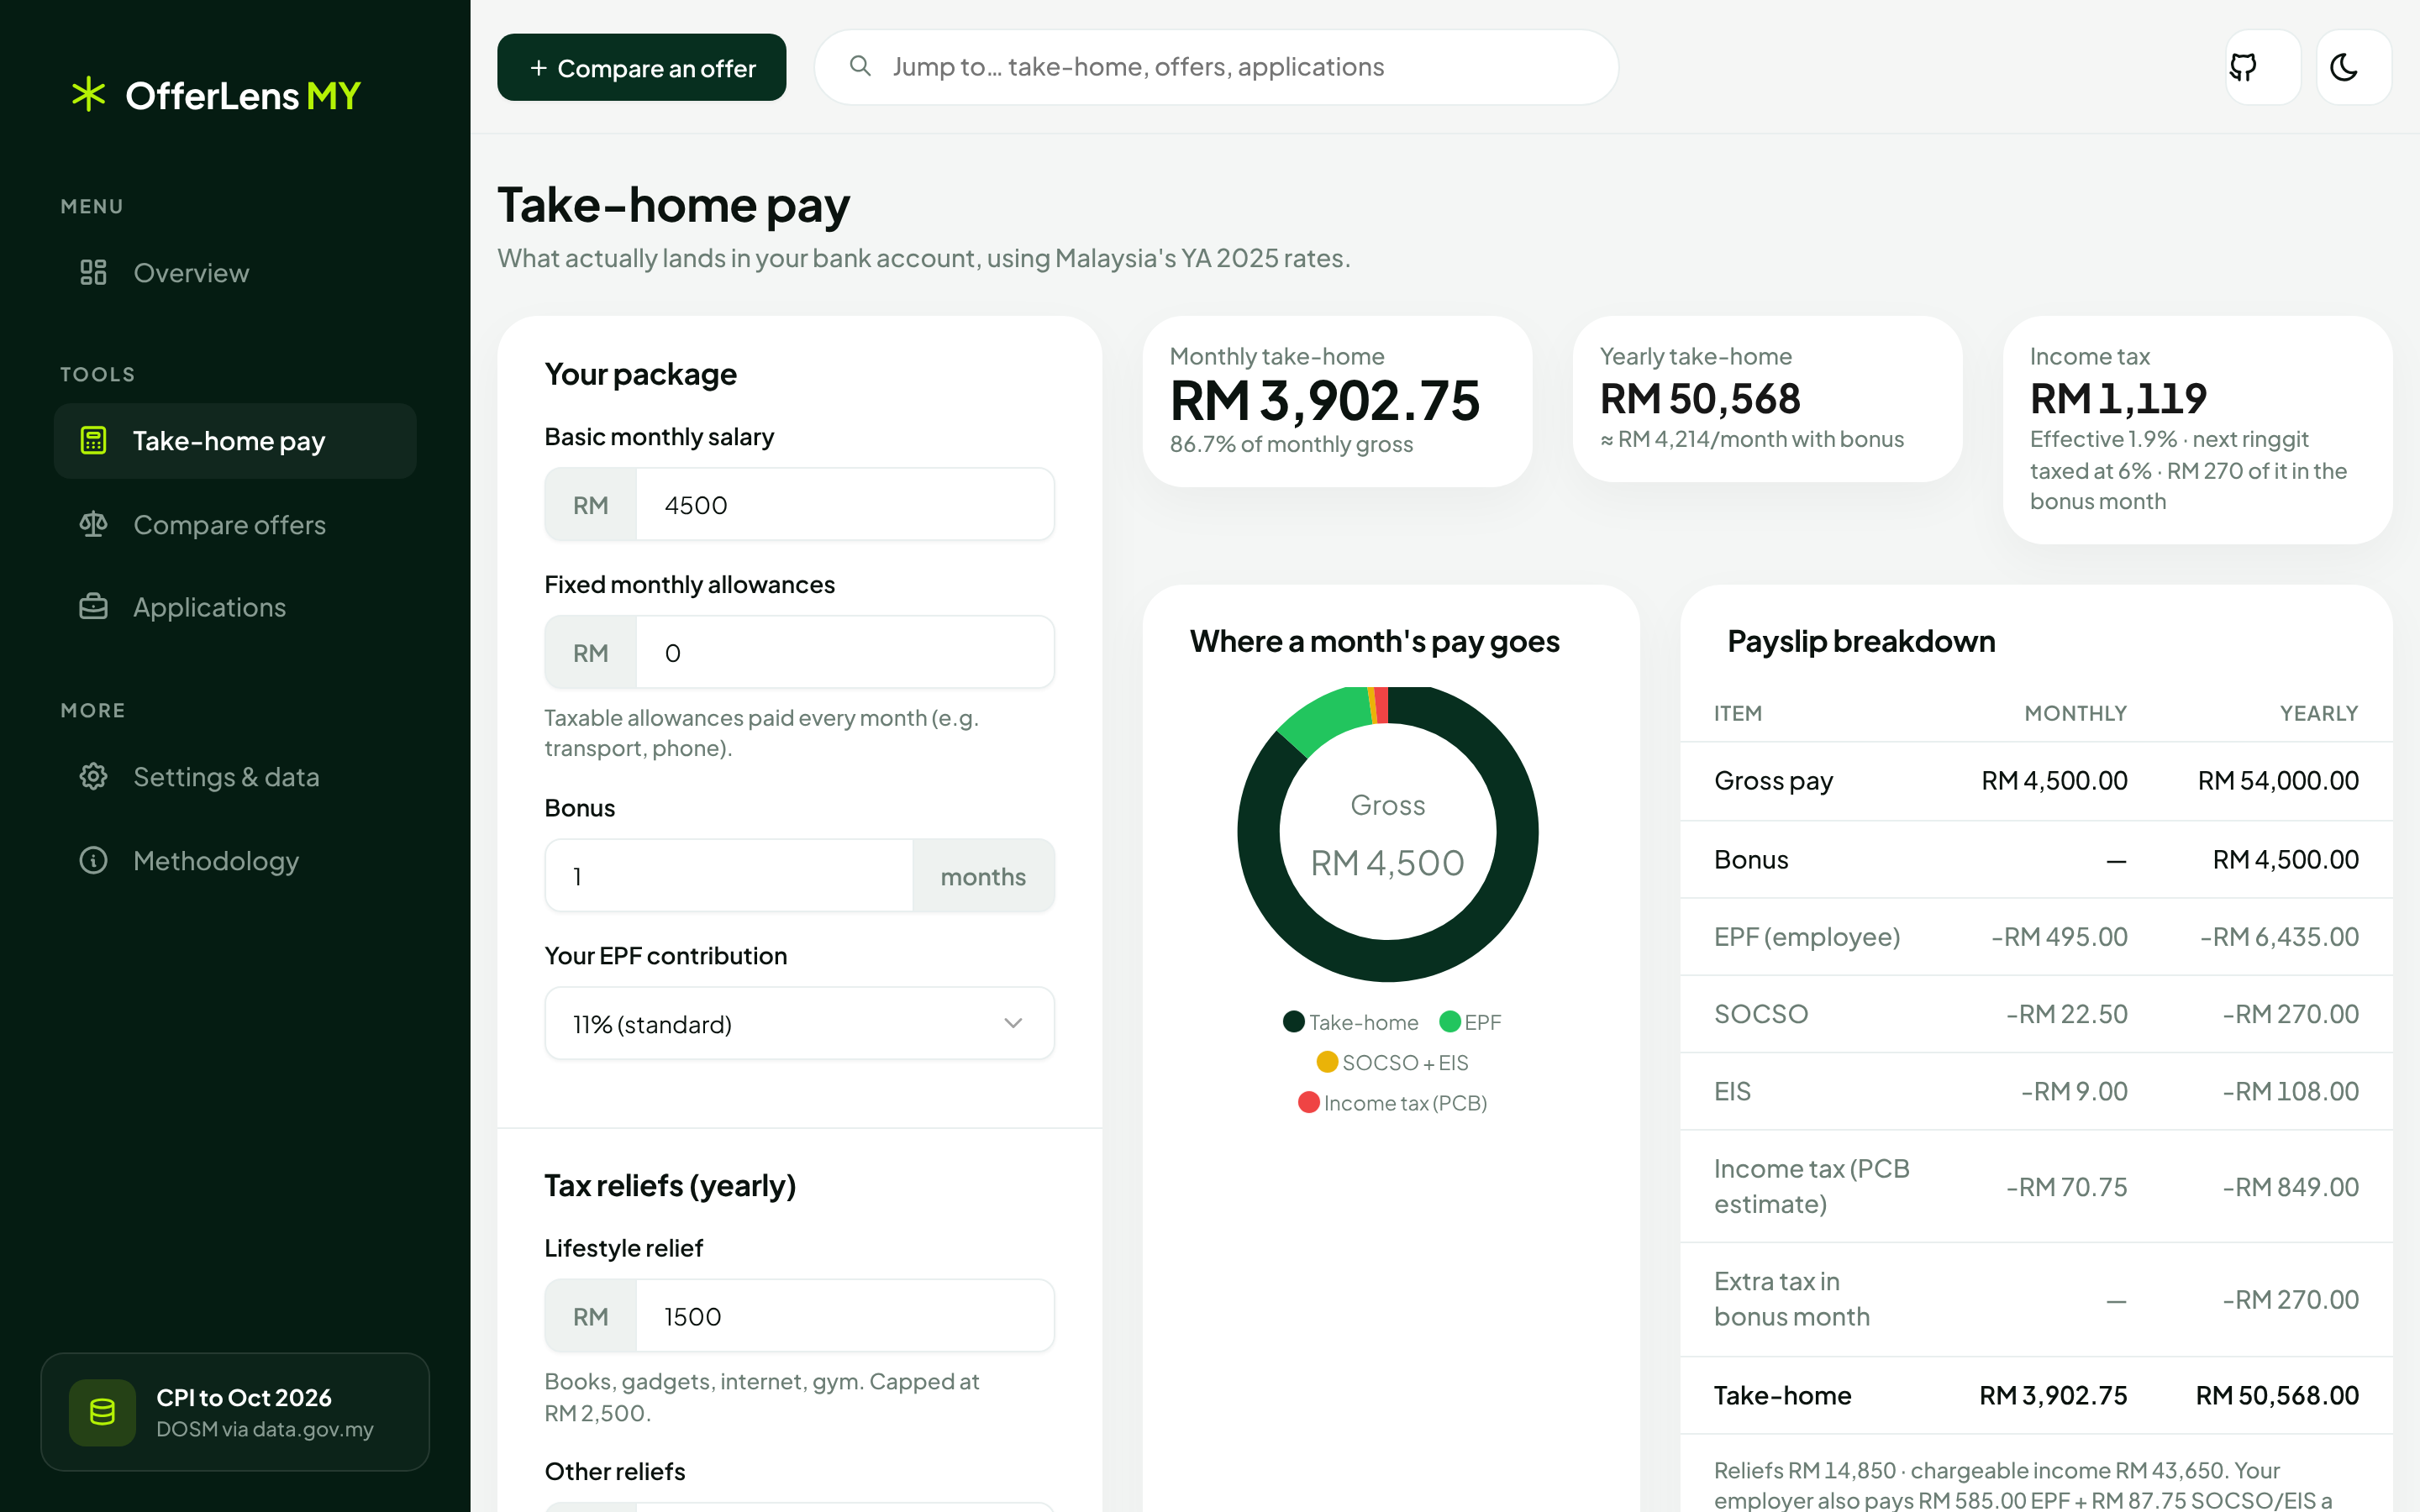 OfferLens MY
MENU
Overview
TOOLS
Take-home pay
Compare offers
Applications
MORE
Settings & data
Methodology
CPI to Oct 2026
DOSM via data.gov.my
+ Compare an offer
Jump to... take-home, offers, applications
Take-home pay
What actually lands in your bank account, using Malaysia's YA 2025 rates.
Your package
Basic monthly salary
RM 4500
Fixed monthly allowances
RM 0
Taxable allowances paid every month (e.g.
transport, phone).
Bonus
1 months
Your EPF contribution
11% (standard)
Tax reliefs (yearly)
Lifestyle relief
RM 1500
Books, gadgets, internet, gym. Capped at
RM 2,500.
Other reliefs
Monthly take-home
RM 3,902.75
86.7% of monthly gross
Yearly take-home
RM 50,568
≈ RM 4,214/month with bonus
Income tax
RM 1,119
Effective 1.9% · next ringgit
taxed at 6% · RM 270 of it in the
bonus month
Where a month's pay goes
Gross
RM 4,500
Take-home EPF
SOCSO + EIS
Income tax (PCB)
Payslip breakdown
ITEM MONTHLY YEARLY
Gross pay RM 4,500.00 RM 54,000.00
Bonus — RM 4,500.00
EPF (employee) -RM 495.00 -RM 6,435.00
SOCSO -RM 22.50 -RM 270.00
EIS -RM 9.00 -RM 108.00
Income tax (PCB
estimate) -RM 70.75 -RM 849.00
Extra tax in
bonus month — -RM 270.00
Take-home RM 3,902.75 RM 50,568.00
Reliefs RM 14,850 · chargeable income RM 43,650. Your
employer also pays RM 585.00 EPF + RM 87.75 SOCSO/EIS a